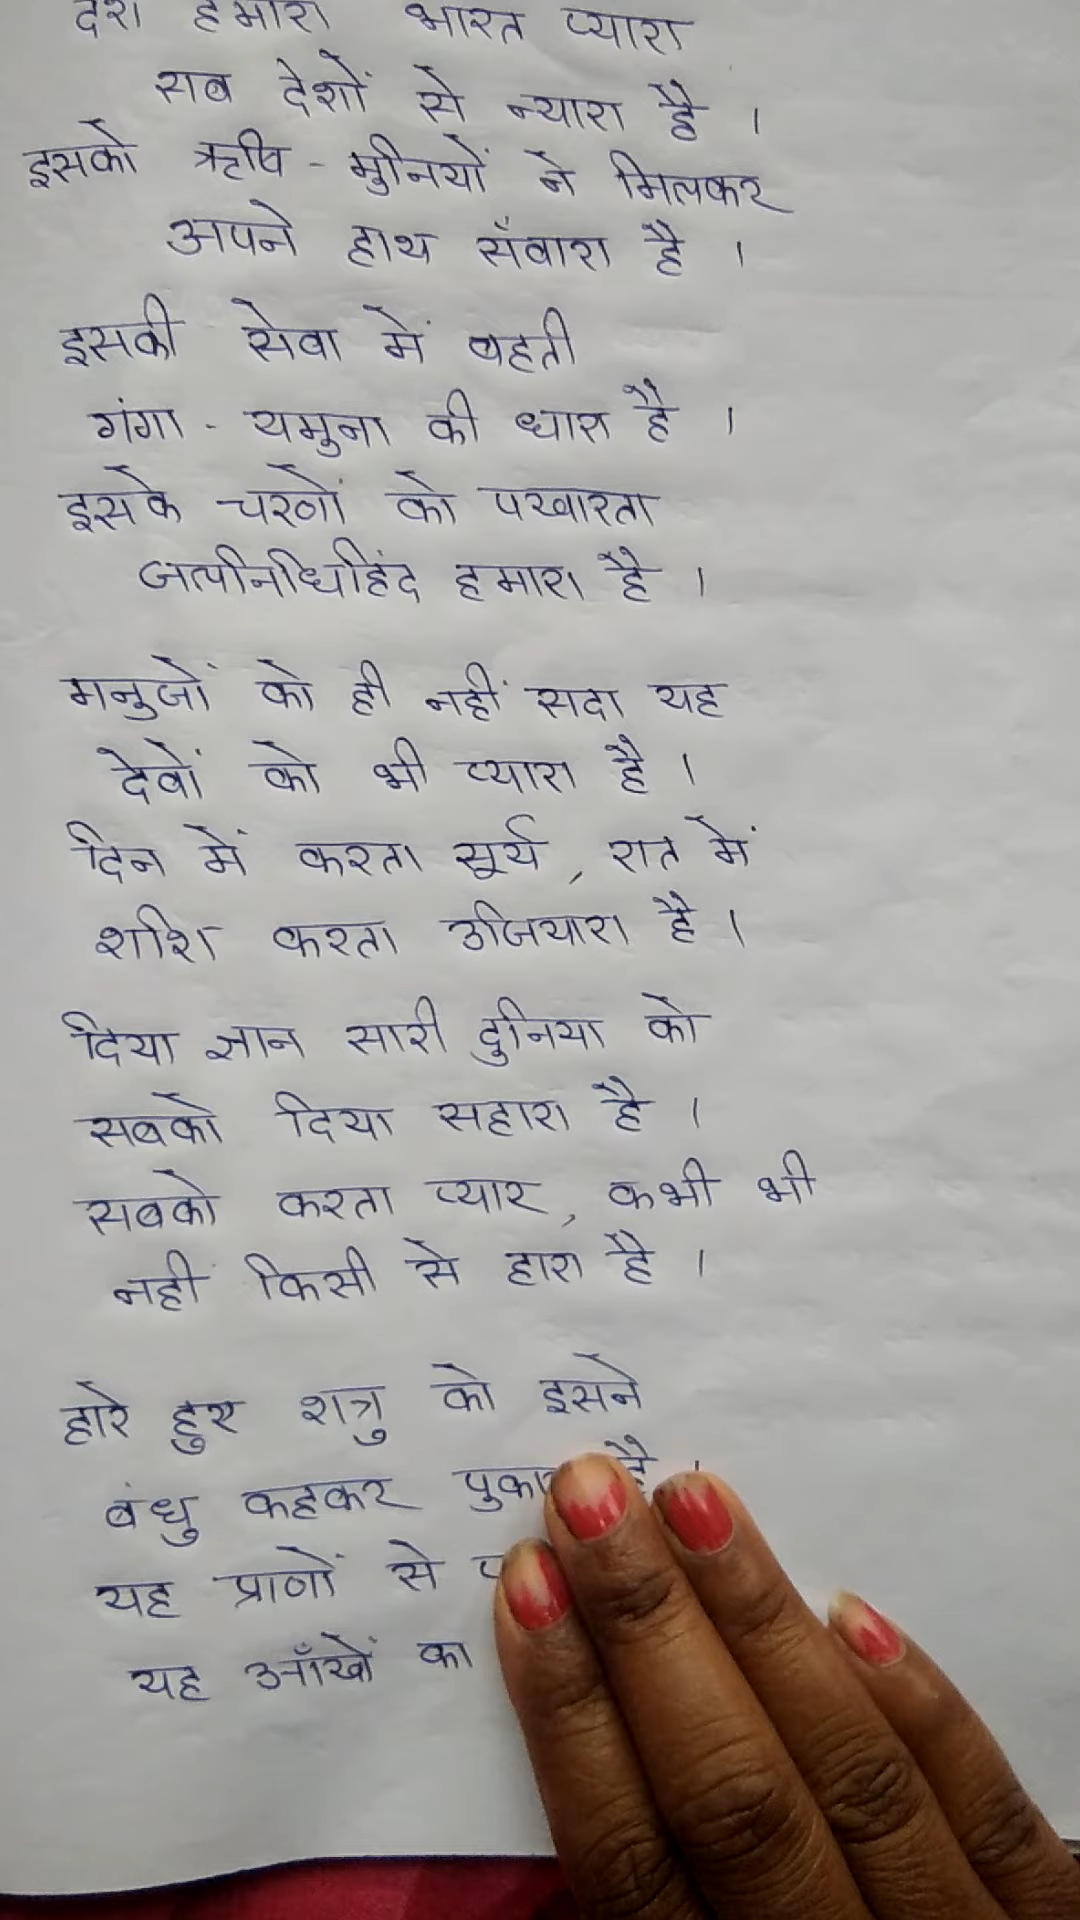 देश हमारा भारत प्यारा
सब देशों से न्यारा है ।
इसको ऋषि - मुनियों ने मिलकर
अपने हाथ सँवारा है ।
इसकी सेवा में बहती
गंगा - यमुना की धारा है ।
इसके चरणों को पखारता
जलनिधिहिंद हमारा है ।
मनुजों को ही नहीं सदा यह
देवों को भी प्यारा है ।
दिन में करता सूर्य, रात में
शशि करता उजियारा है ।
दिया ज्ञान सारी दुनिया को
सबको दिया सहारा है ।
सबको करता प्यार, कभी भी
नहीं किसी से हारा है ।
हारे हुए शत्रु को इसने
बंधु कहकर है ।
यह प्राणों से
यह आँखों का